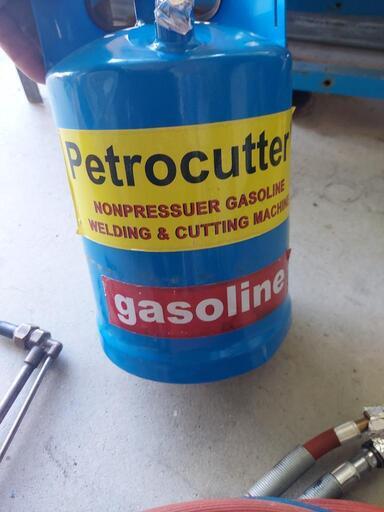 Petrocutter
NONPRESSUER GASOLINE
WELDING & CUTTING MACHINE
gasoline